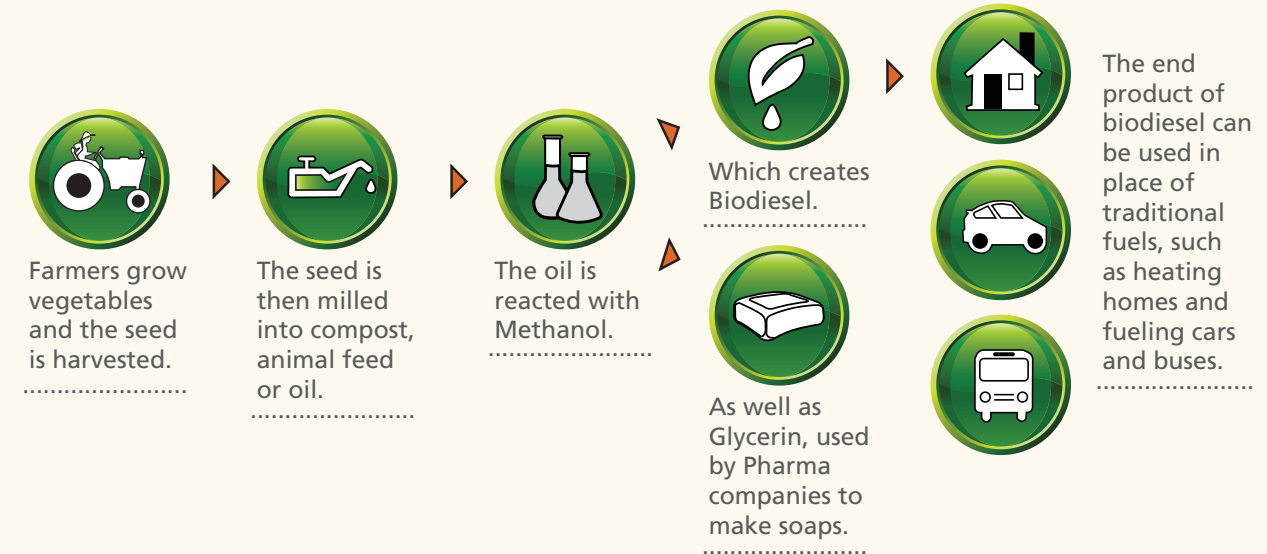 Farmers grow
vegetables
and the seed
is harvested.
The seed is
then milled
into compost,
animal feed
or oil.
The oil is
reacted with
Methanol.
Which creates
Biodiesel.
As well as
Glycerin, used
by Pharma
companies to
make soaps.
The end
product of
biodiesel can
be used in
place of
traditional
fuels, such
as heating
homes and
fueling cars
and buses.